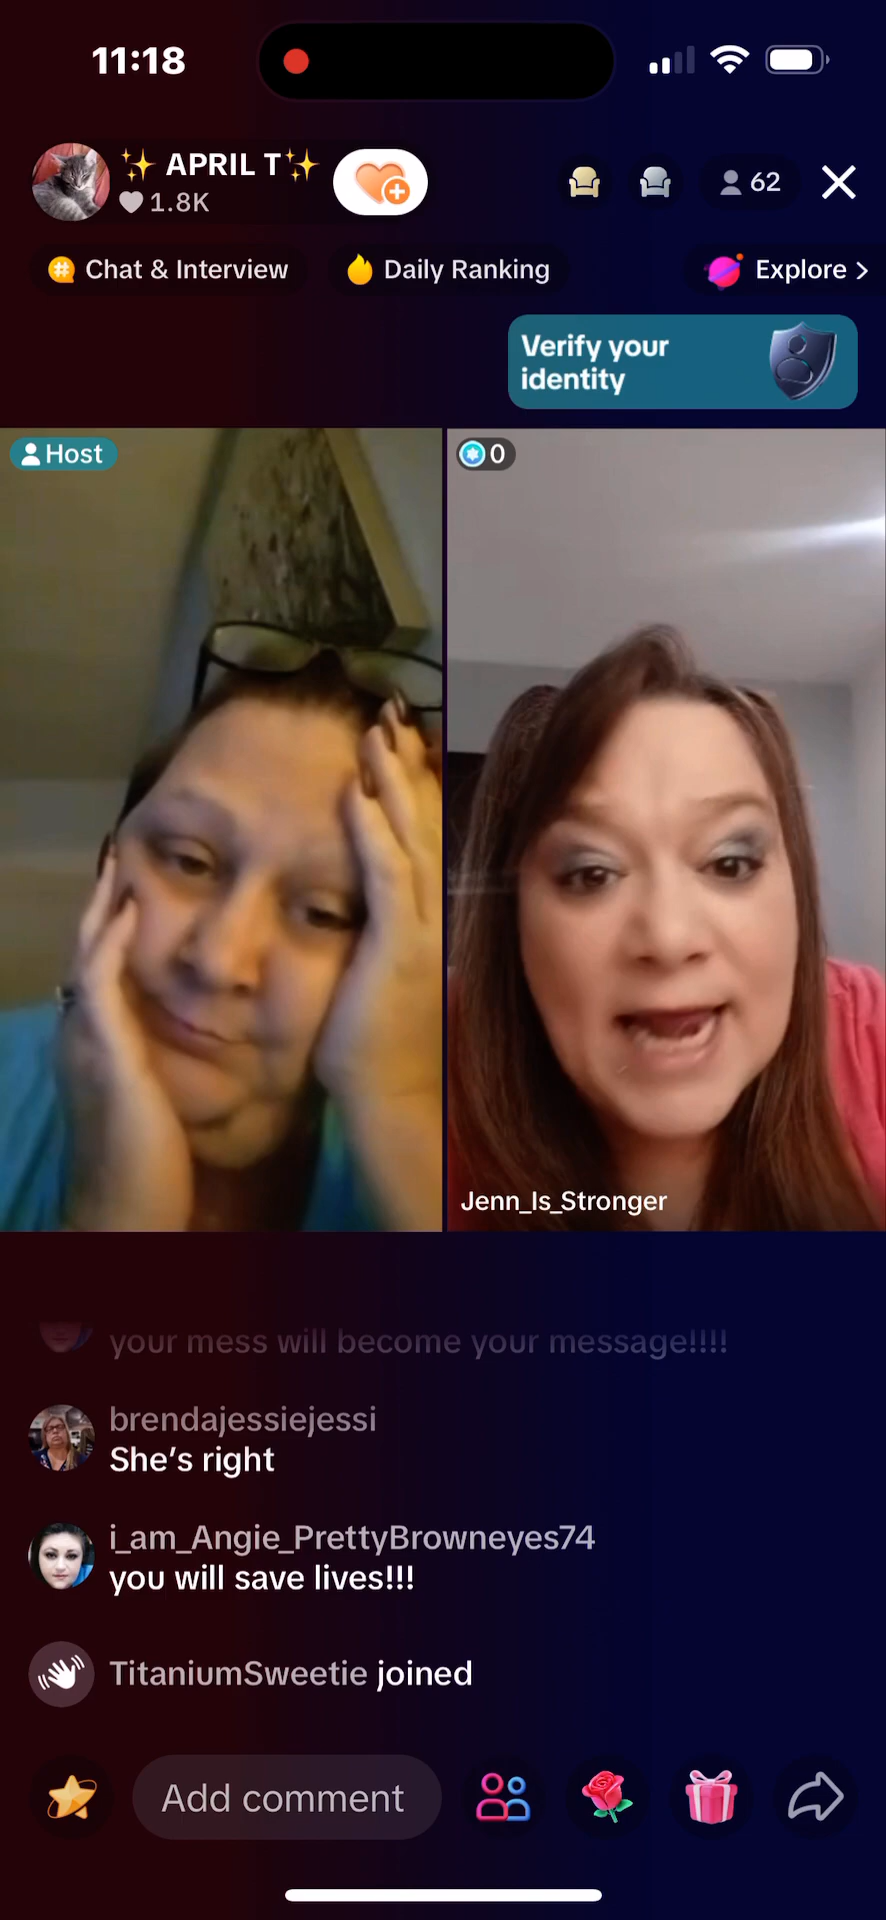 11:18
✨ APRIL T✨
1.8K
62
Chat & Interview
Daily Ranking
Explore >
Verify your
identity
Host
0
Jenn_Is_Stronger
your mess will become your message!!!!
brendajessiejessi
She's right
i_am_Angie_PrettyBrowneyes74
you will save lives!!!
TitaniumSweetie joined
Add comment